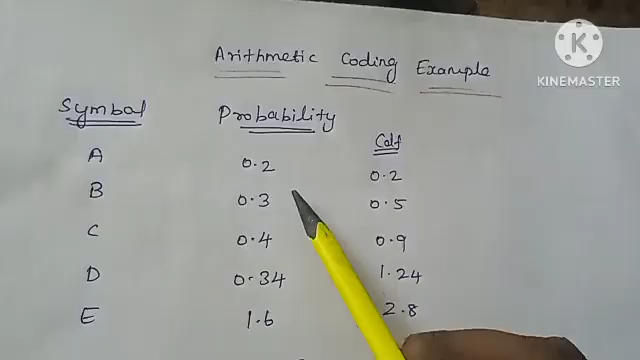 Arithmetic Coding Example
KINEMASTER
Symbol Probability Cdf
A 0.2 0.2
B 0.3 0.5
C 0.4 0.9
D 0.34 1.24
E 1.6 2.8